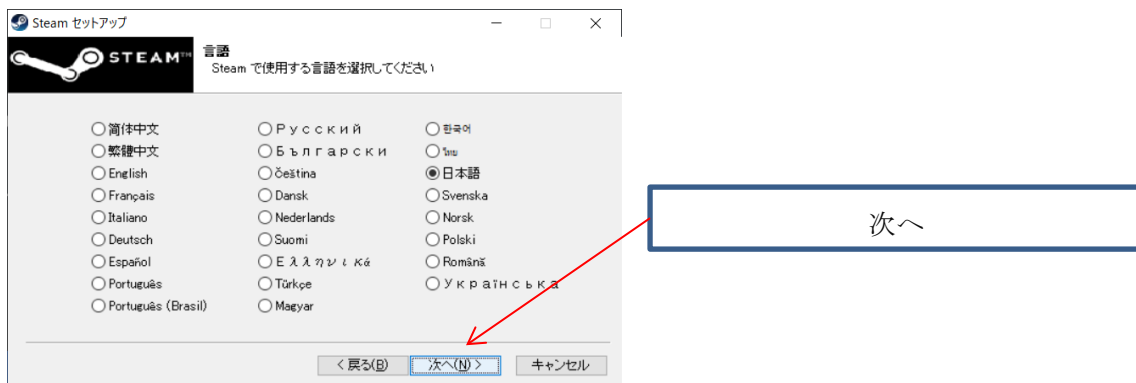 Steam セットアップ
STEAM™
言語
Steam で使用する言語を選択してください
简体中文
繁體中文
English
Français
Italiano
Deutsch
Español
Português
Português (Brasil)
Русский
Български
Čeština
Dansk
Nederlands
Suomi
Ελληνικά
Türkçe
Magyar
한국어
ไทย
日本語
Svenska
Norsk
Polski
Română
Українська
次へ
< 戻る(B)
次へ(N) >
キャンセル